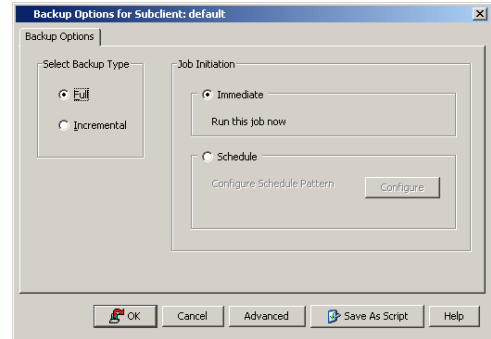 Backup Options for Subclient: default
Backup Options
Select Backup Type
Full
Incremental
Job Initiation
Immediate
Run this job now
Schedule
Configure Schedule Pattern
Configure
OK
Cancel
Advanced
Save As Script
Help